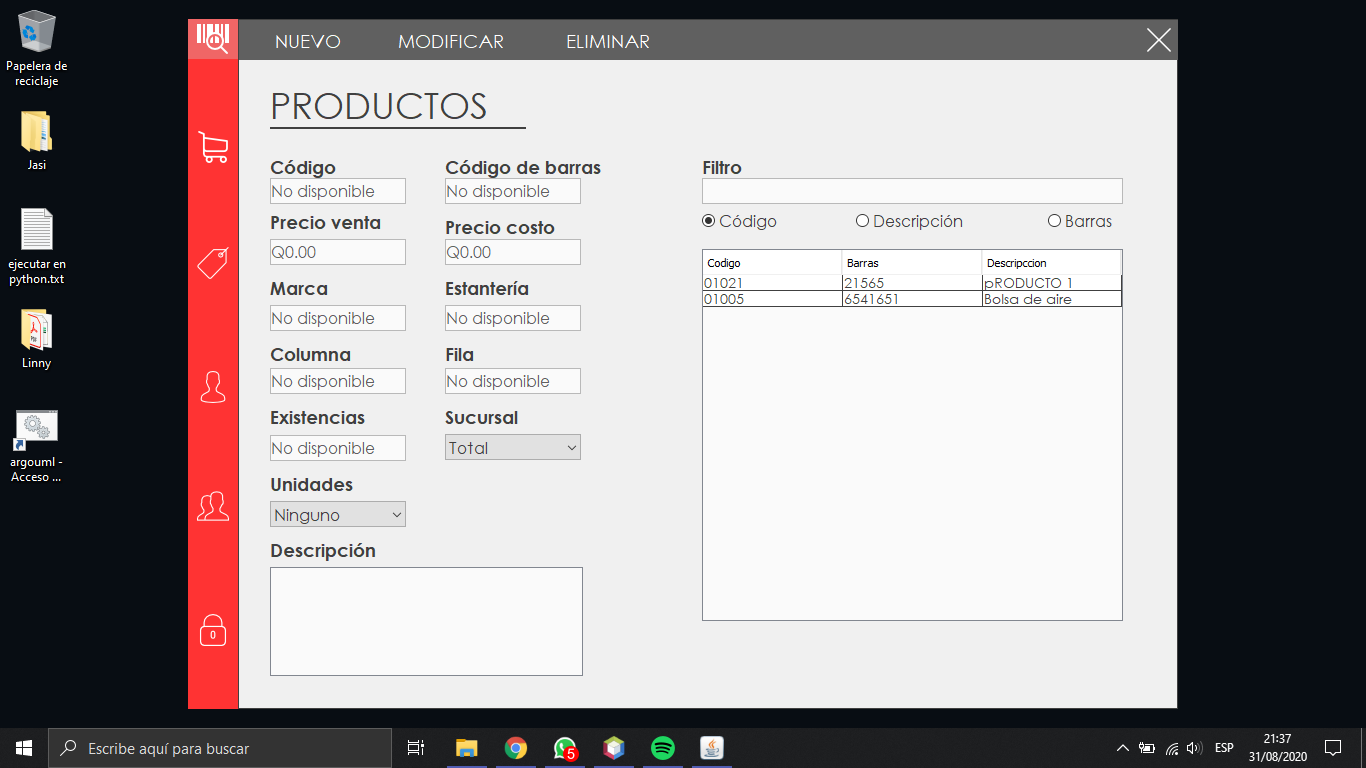 Papelera de
reciclaje
Jasi
ejecutar en
python.txt
Linny
argouml -
Acceso ...
NUEVO MODIFICAR ELIMINAR
PRODUCTOS
Código Código de barras
No disponible No disponible
Precio venta Precio costo
Q0.00 Q0.00
Marca Estantería
No disponible No disponible
Columna Fila
No disponible No disponible
Existencias Sucursal
No disponible Total
Unidades
Ninguno
Descripción
Filtro
Código Descripción Barras
Codigo Barras Descripccion
01021 21565 pRODUCTO 1
01005 6541651 Bolsa de aire
0
Escribe aquí para buscar
5
ESP
21:37
31/08/2020